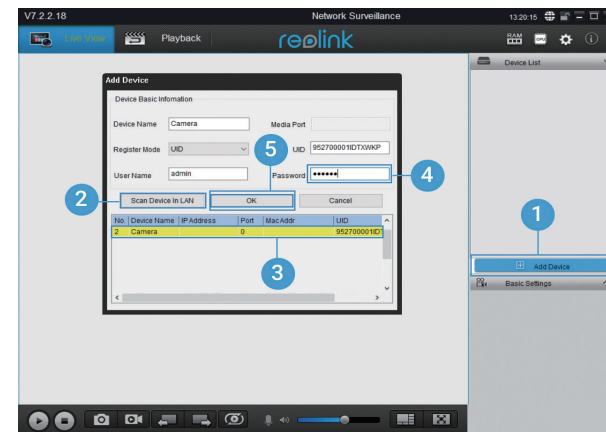 V7.2.2.18 Network Surveillance 13:20:15
Live View Playback reolink RAM CPU
Device List
Add Device
Device Basic Infomation
Device Name Camera Media Port
5
Register Mode UID UID 952700001IDTXWKP
4
User Name admin Password ••••••
2 Scan Device In LAN OK Cancel
1
No. Device Name IP Address Port MacAddr UID
2 Camera 0 952700001IDT
3
Add Device
Basic Settings